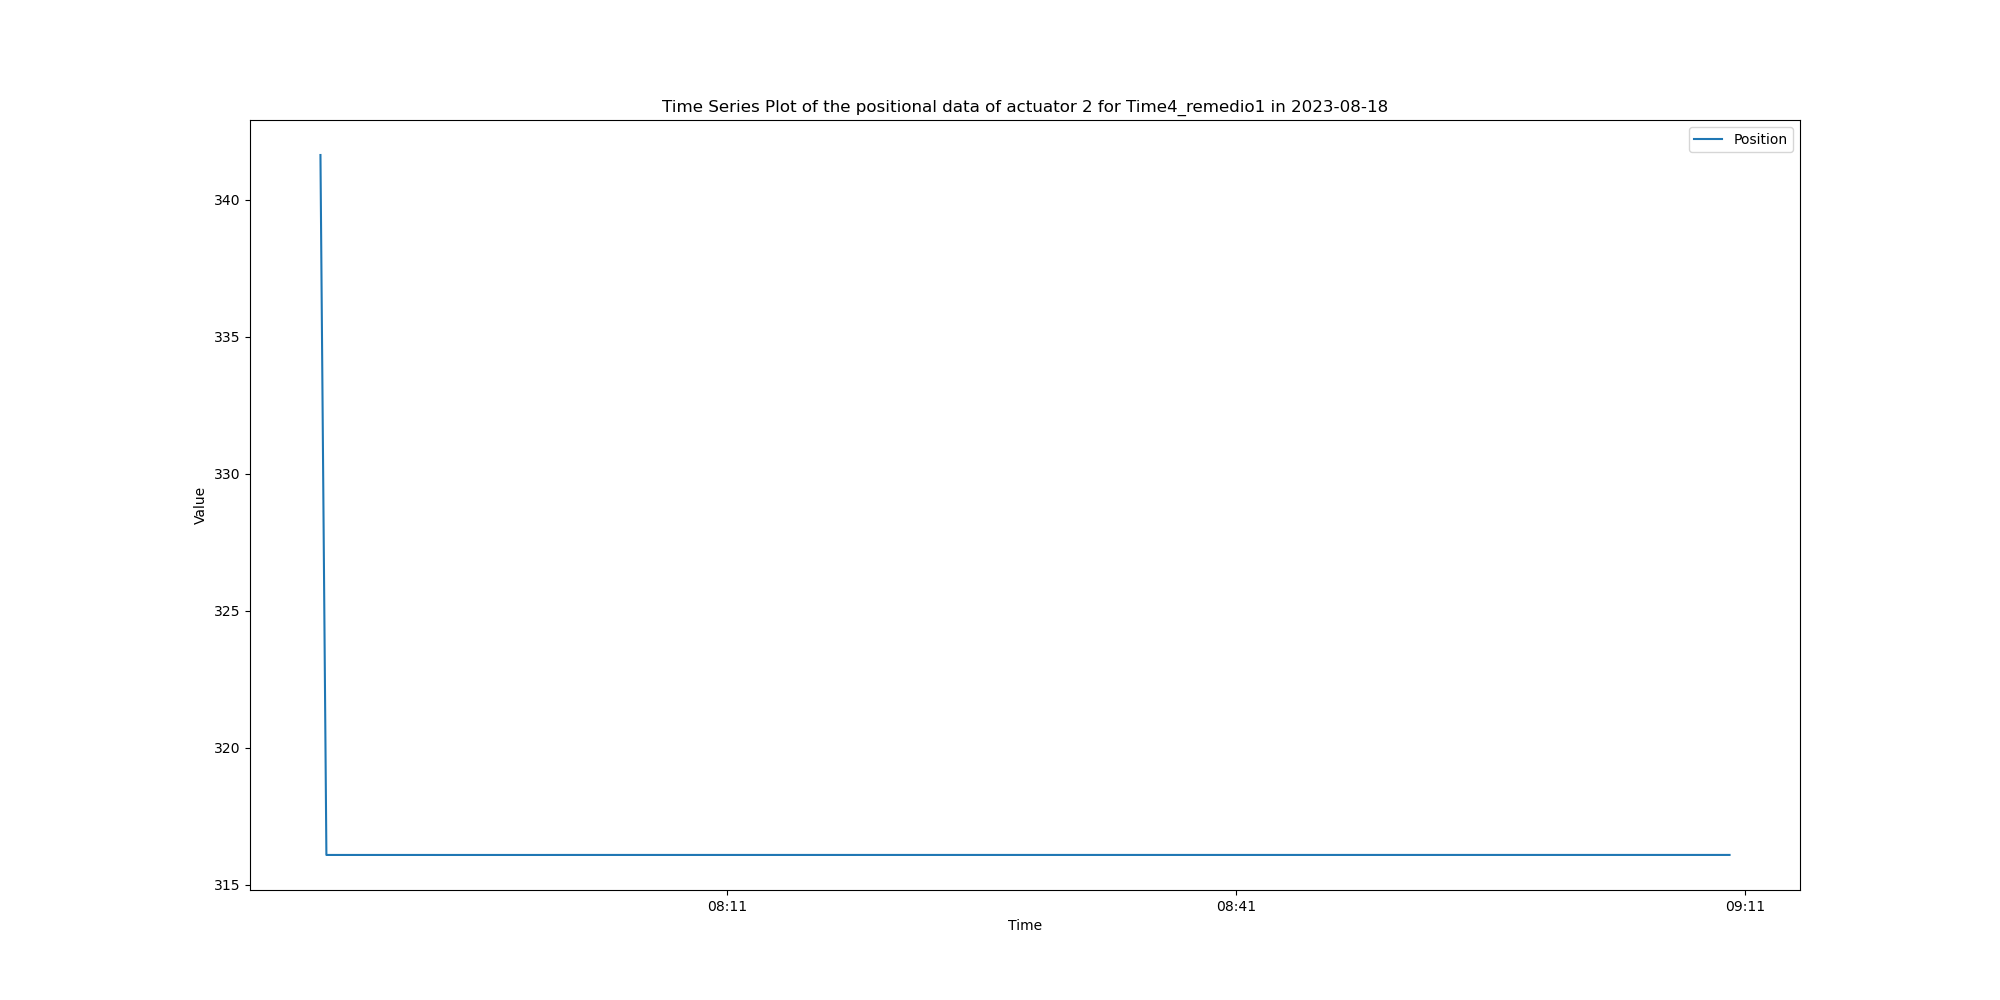 Time Series Plot of the positional data of actuator 2 for Time4_remedio1 in 2023-08-18
Position
340
335
330
325
320
315
Value
08:11
08:41
09:11
Time